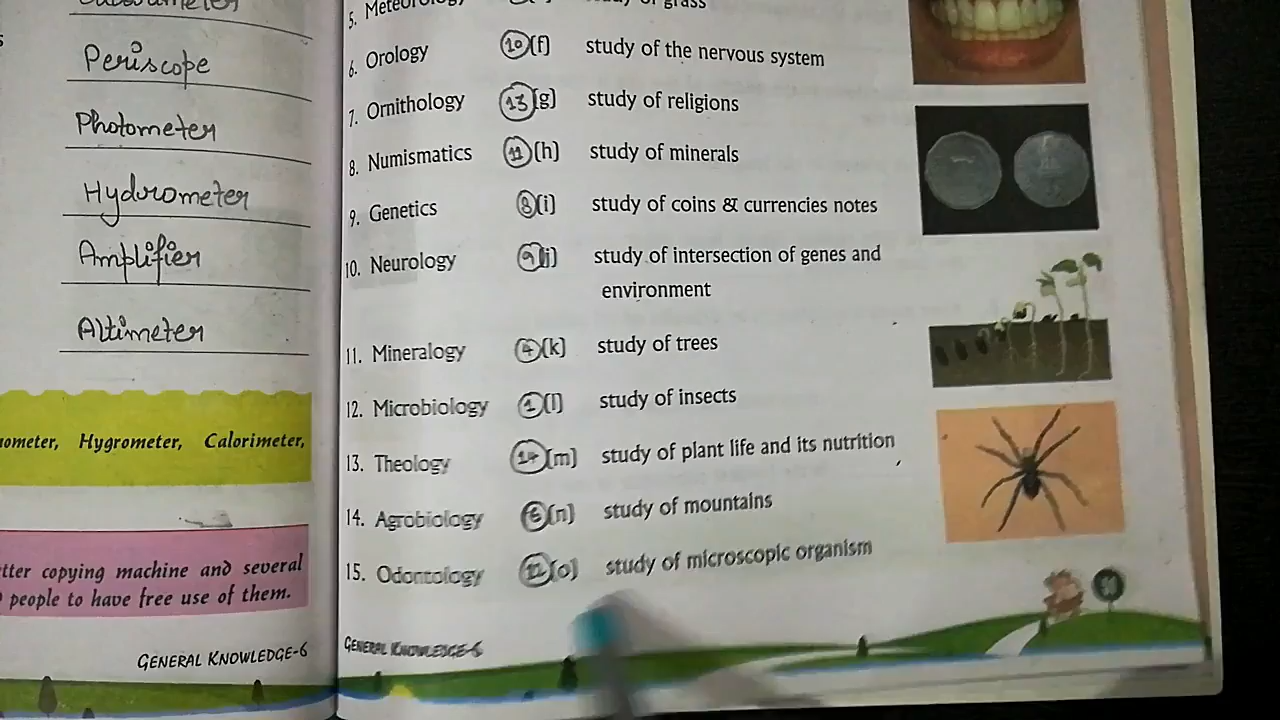 Periscope
Photometer
Hydrometer
Amplifier
Altimeter
ometer, Hygrometer, Calorimeter,
tter copying machine and several
people to have free use of them.
GENERAL KNOWLEDGE-6
5. Meteorology
6. Orology 10 (f) study of the nervous system
7. Ornithology 13 (g) study of religions
8. Numismatics 11 (h) study of minerals
9. Genetics 8 (i) study of coins & currencies notes
10. Neurology 9 (j) study of intersection of genes and
environment
11. Mineralogy 4 (k) study of trees
12. Microbiology 1 (l) study of insects
13. Theology 14 (m) study of plant life and its nutrition
14. Agrobiology (n) study of mountains
15. Odontology 12 (o) study of microscopic organism
GENERAL KNOWLEDGE-6